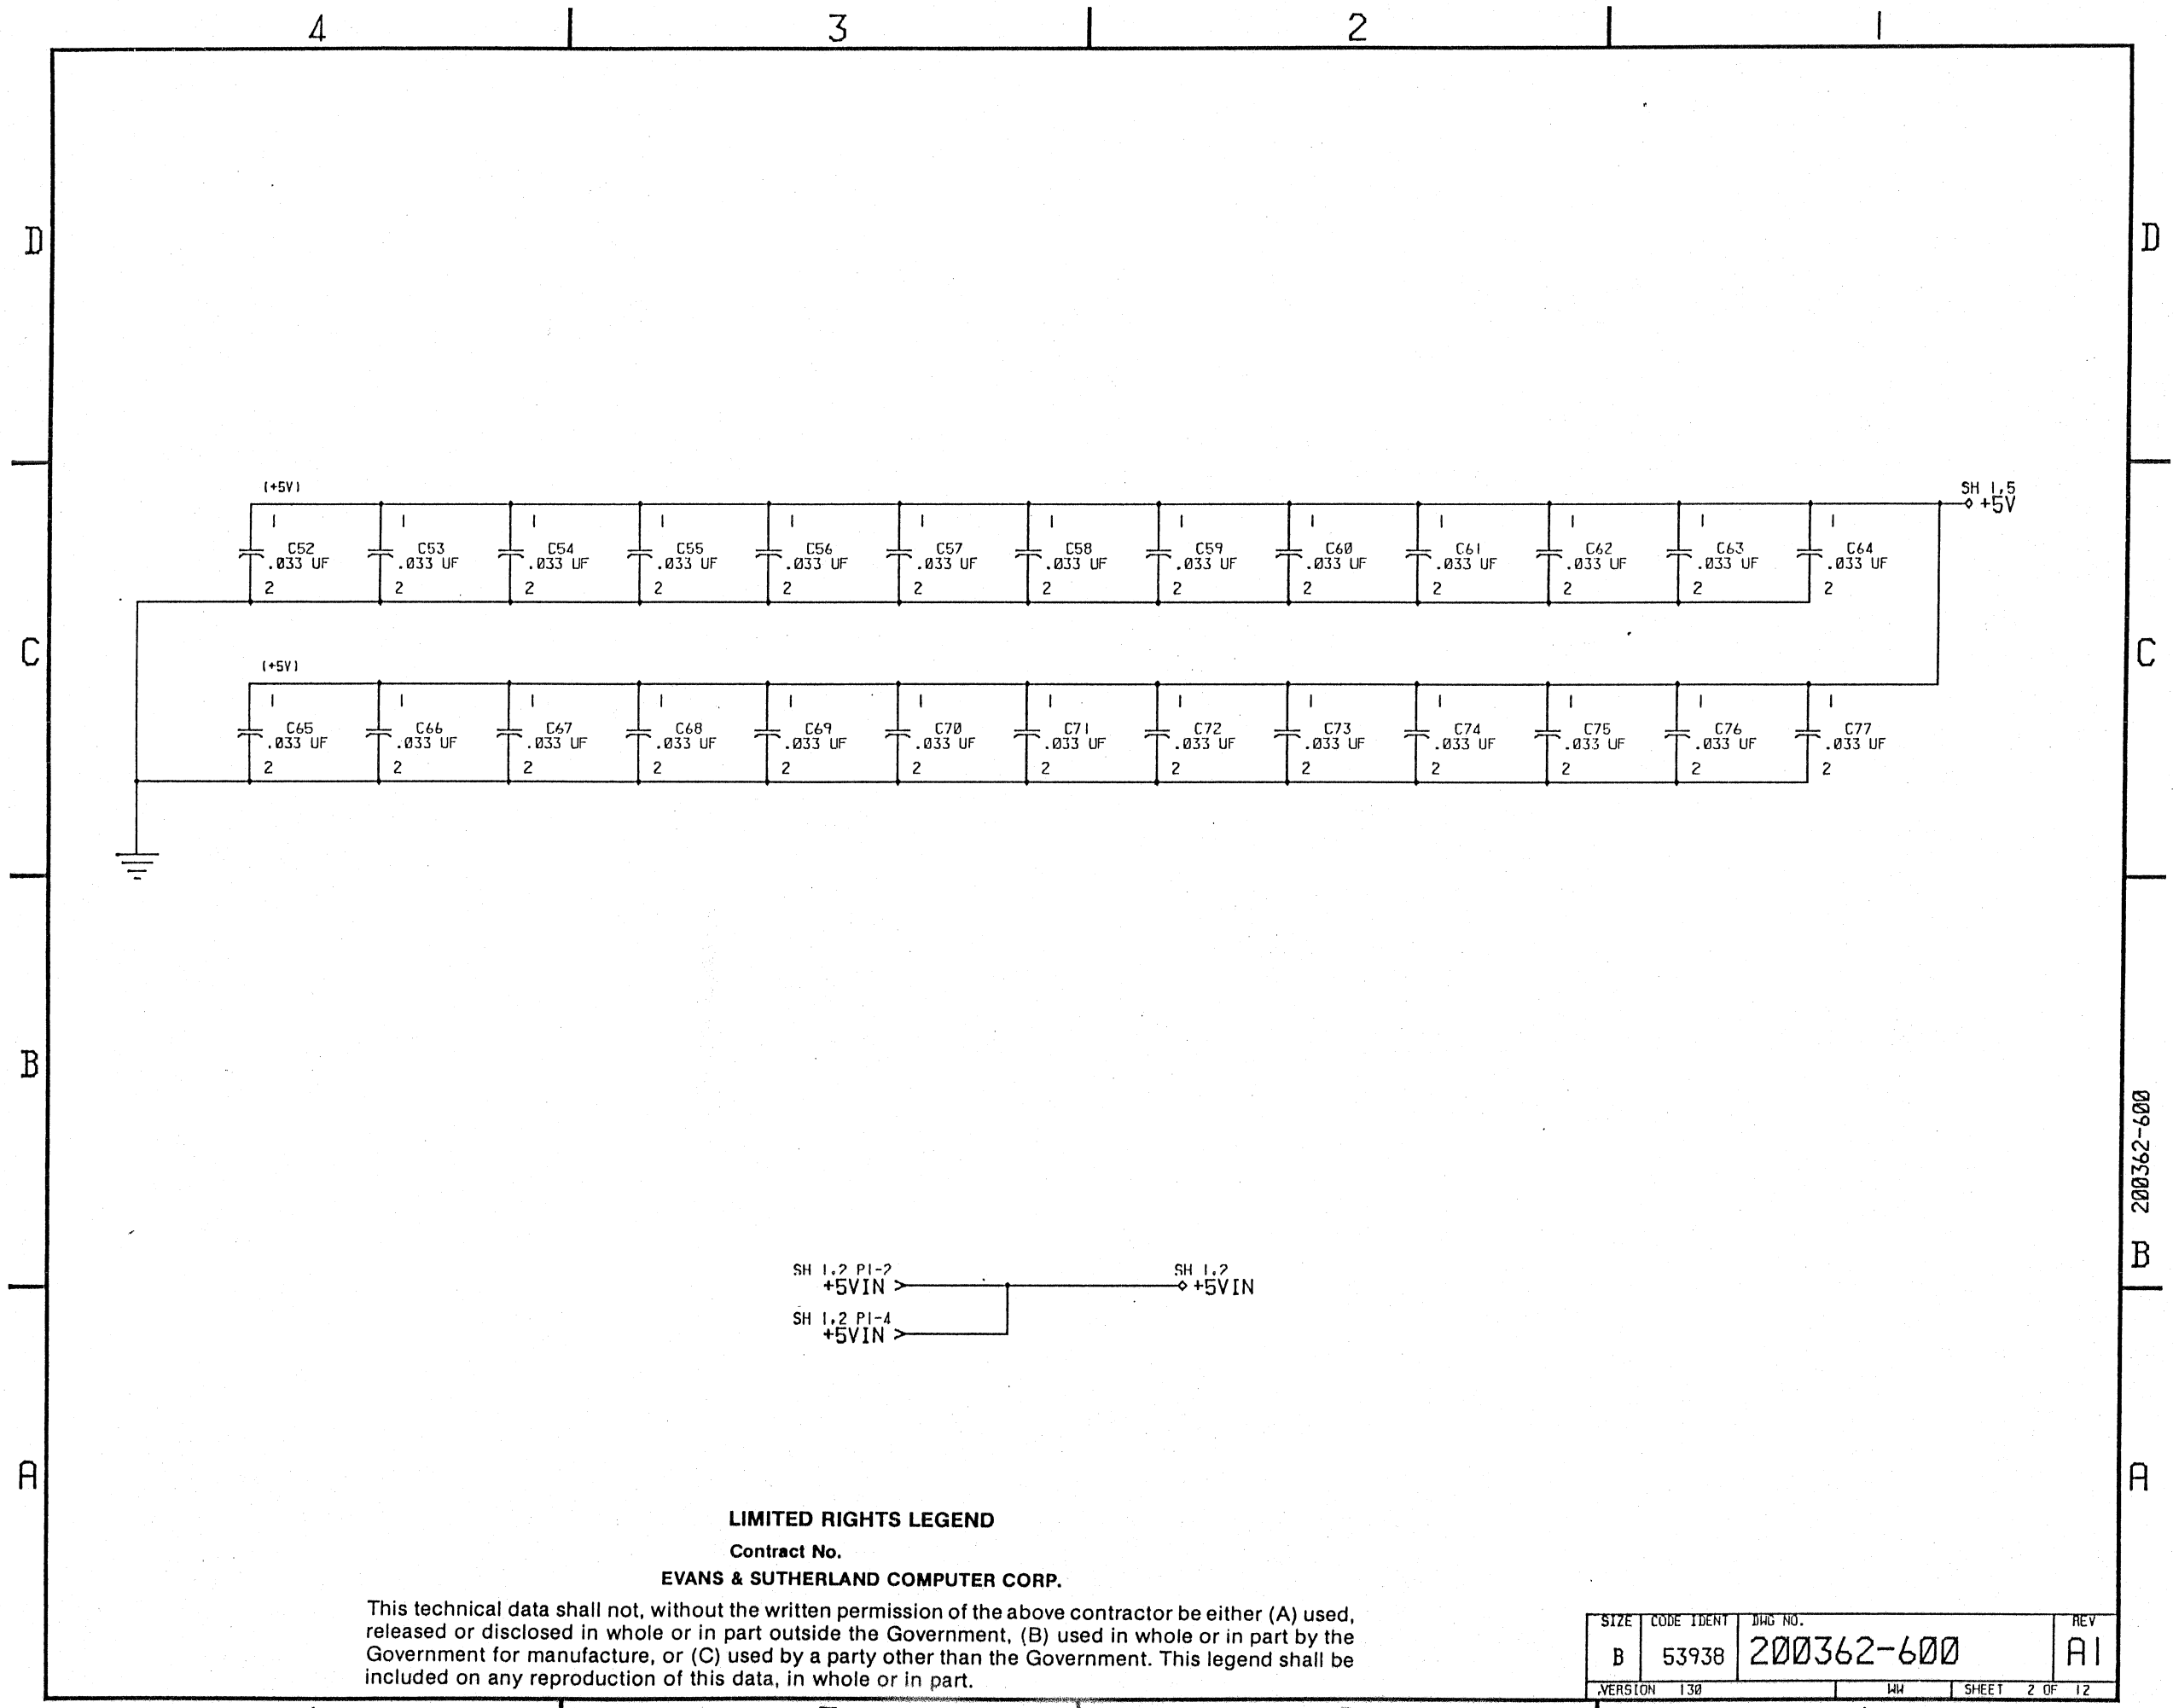 4 3 2 1
D D
(+5V) SH 1,5
+5V
1 1 1 1 1 1 1 1 1 1 1 1 1
C52 C53 C54 C55 C56 C57 C58 C59 C60 C61 C62 C63 C64
.033 UF .033 UF .033 UF .033 UF .033 UF .033 UF .033 UF .033 UF .033 UF .033 UF .033 UF .033 UF .033 UF
2 2 2 2 2 2 2 2 2 2 2 2 2
C C
(+5V)
1 1 1 1 1 1 1 1 1 1 1 1 1
C65 C66 C67 C68 C69 C70 C71 C72 C73 C74 C75 C76 C77
.033 UF .033 UF .033 UF .033 UF .033 UF .033 UF .033 UF .033 UF .033 UF .033 UF .033 UF .033 UF .033 UF
2 2 2 2 2 2 2 2 2 2 2 2 2
B
200362-600
B
SH 1,2 P1-2 SH 1,2
+5VIN +5VIN
SH 1,2 P1-4
+5VIN
A A
LIMITED RIGHTS LEGEND
Contract No.
EVANS & SUTHERLAND COMPUTER CORP.
This technical data shall not, without the written permission of the above contractor be either (A) used,
released or disclosed in whole or in part outside the Government, (B) used in whole or in part by the
Government for manufacture, or (C) used by a party other than the Government. This legend shall be
included on any reproduction of this data, in whole or in part.
SIZE CODE IDENT DWG NO. REV
B 53938 200362-600 A1
VERSION 130 WW SHEET 2 OF 12